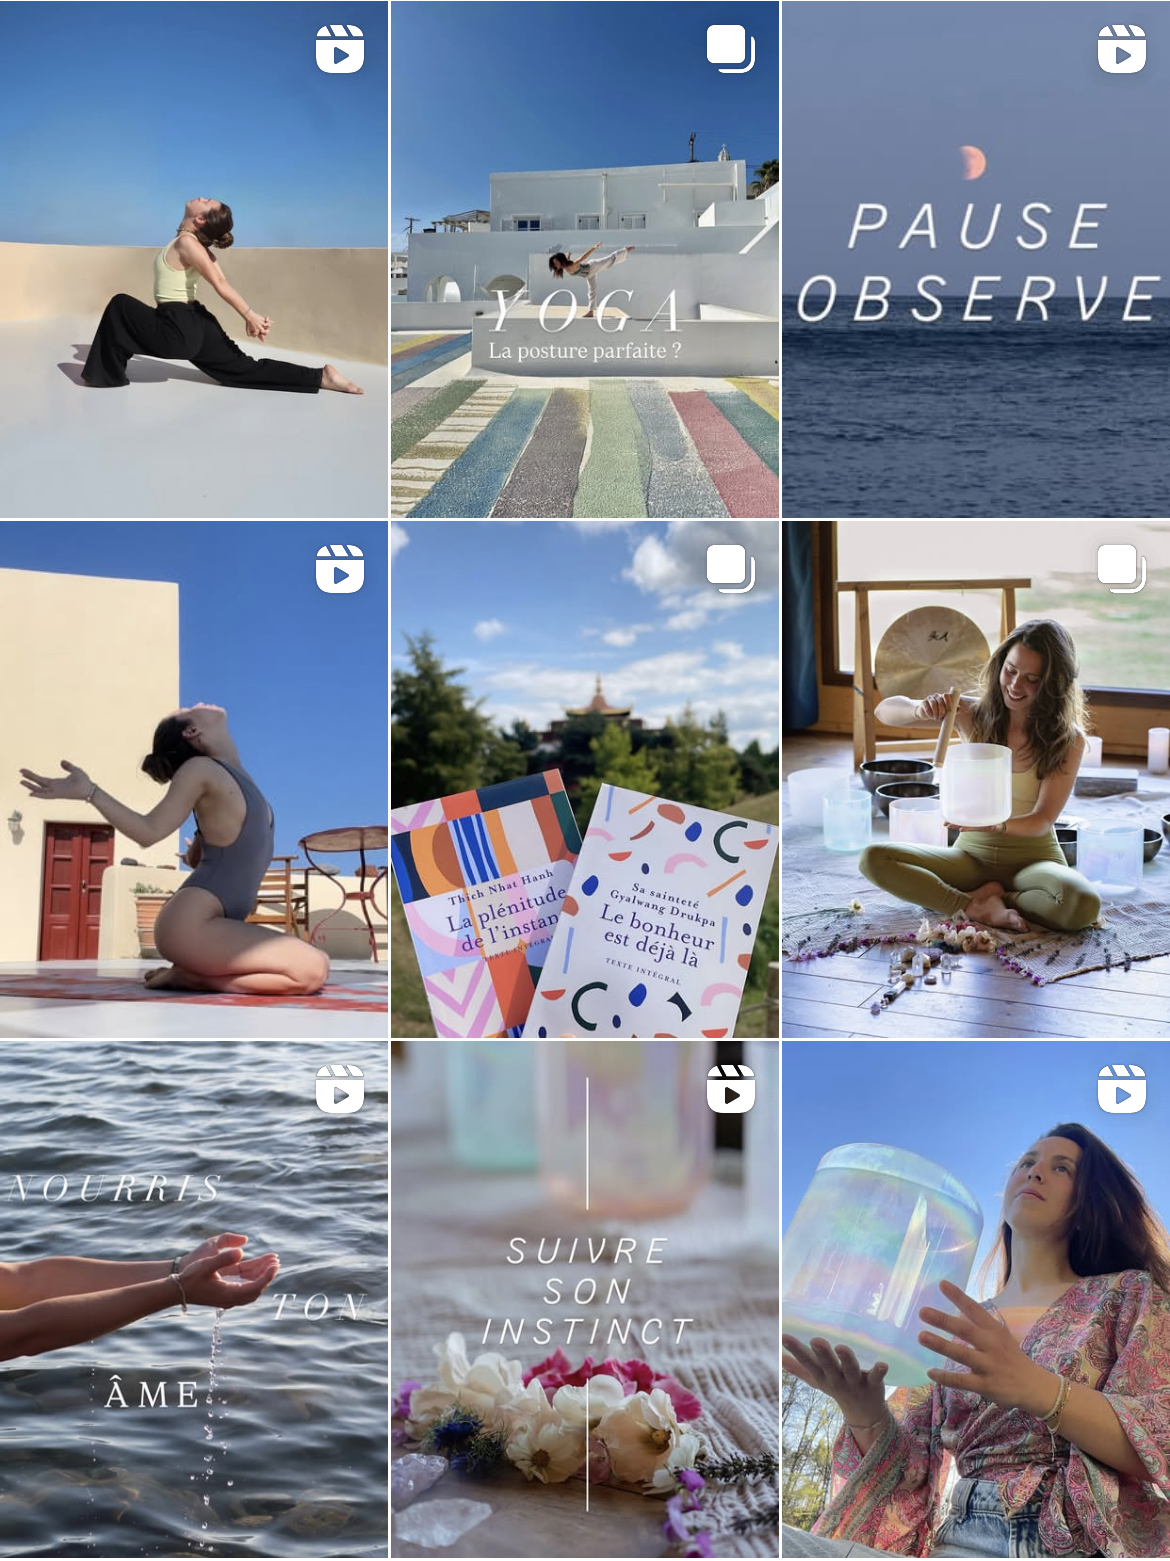 YOGA
La posture parfaite ?
PAUSE
OBSERVE
Thich Nhat Hanh
La plénitude
de l'instan
TEXTE INTÉGRA
Sa sainteté
Gyalwang Drukpa
Le bonheur
est déjà là
TEXTE INTÉGRAL
NOURRIS
TON
ÂME
SUIVRE
SON
INSTINCT